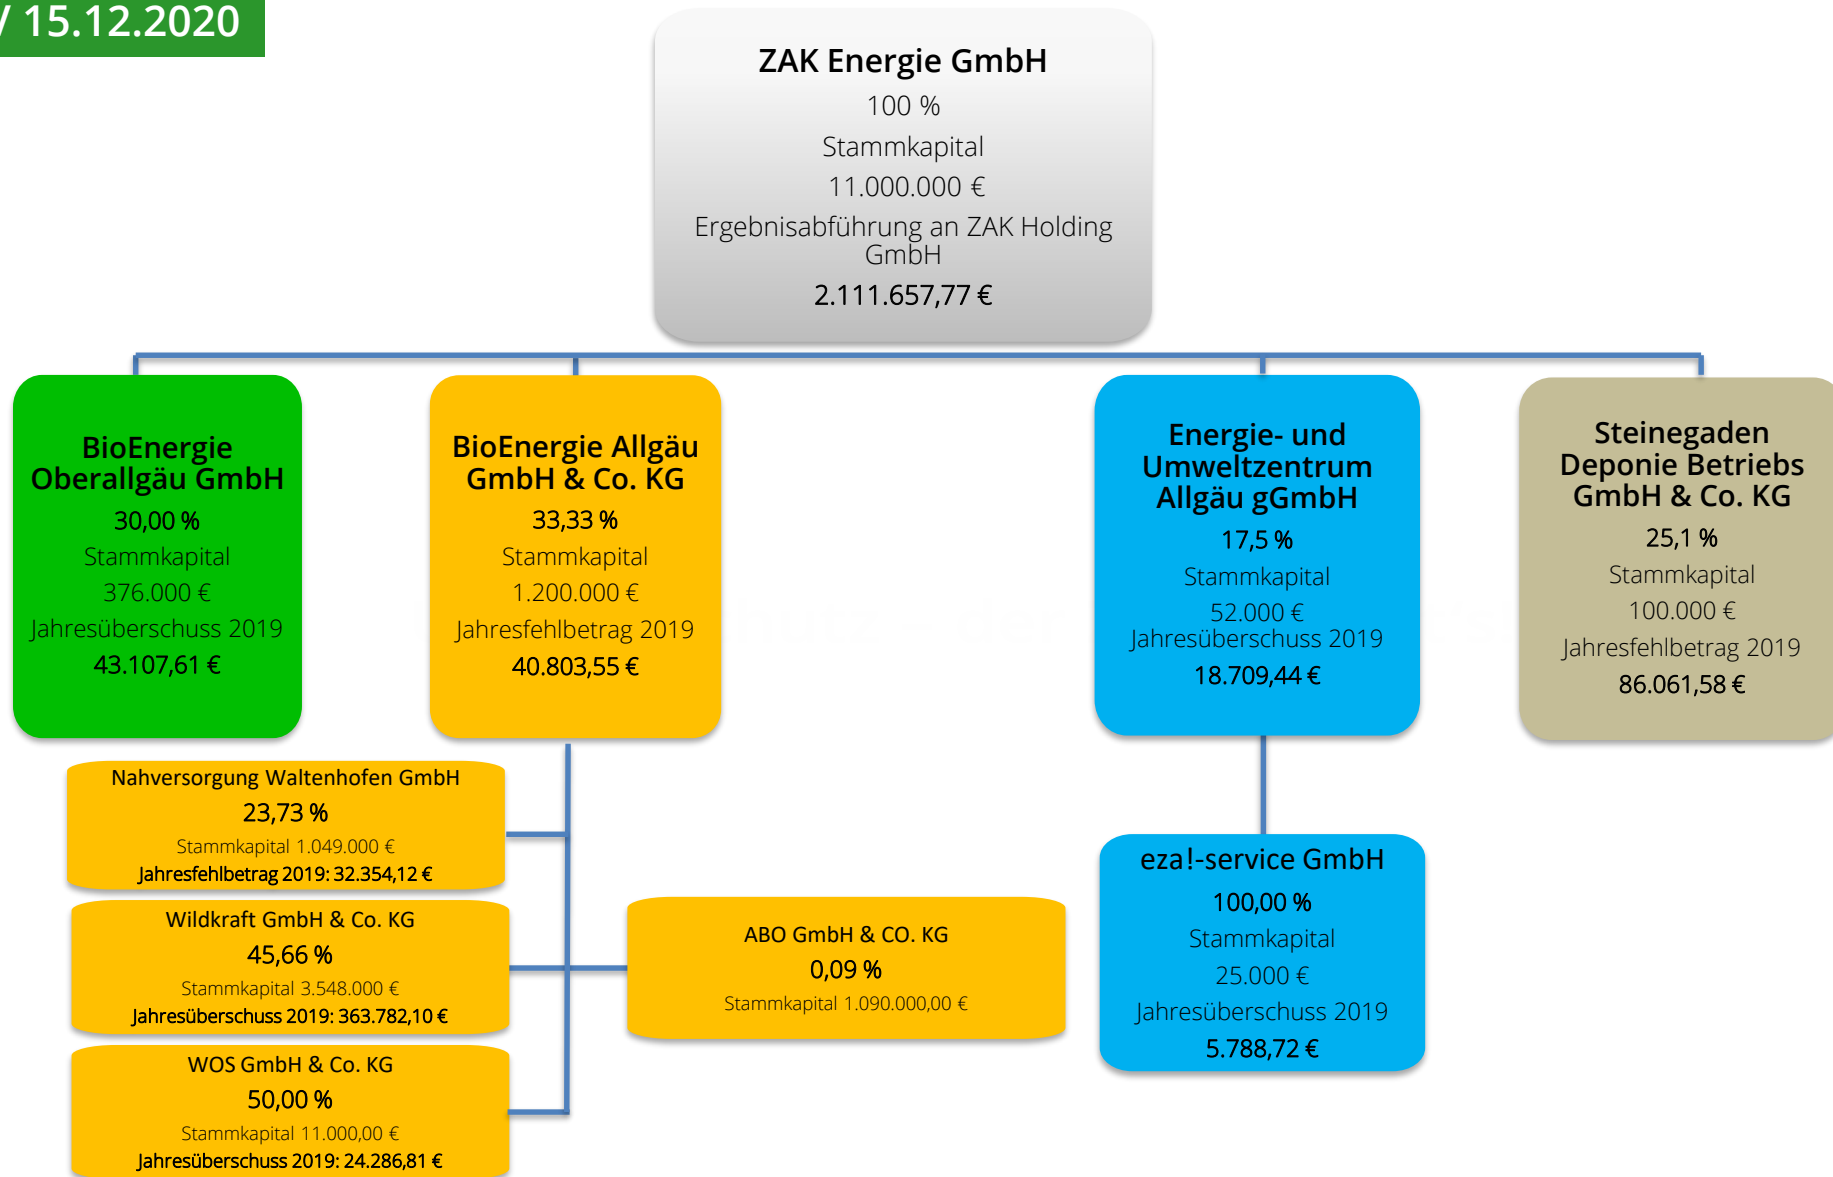 / 15.12.2020
ZAK Energie GmbH
100 %
Stammkapital
11.000.000 €
Ergebnisabführung an ZAK Holding
GmbH
2.111.657,77 €
BioEnergie
Oberallgäu GmbH
30,00 %
Stammkapital
376.000 €
Jahresüberschuss 2019
43.107,61 €
BioEnergie Allgäu
GmbH & Co. KG
33,33 %
Stammkapital
1.200.000 €
Jahresfehlbetrag 2019
40.803,55 €
Energie- und
Umweltzentrum
Allgäu gGmbH
17,5 %
Stammkapital
52.000 €
Jahresüberschuss 2019
18.709,44 €
Steinegaden
Deponie Betriebs
GmbH & Co. KG
25,1 %
Stammkapital
100.000 €
Jahresfehlbetrag 2019
86.061,58 €
Nahversorgung Waltenhofen GmbH
23,73 %
Stammkapital 1.049.000 €
Jahresfehlbetrag 2019: 32.354,12 €
Wildkraft GmbH & Co. KG
45,66 %
Stammkapital 3.548.000 €
Jahresüberschuss 2019: 363.782,10 €
WOS GmbH & Co. KG
50,00 %
Stammkapital 11.000,00 €
Jahresüberschuss 2019: 24.286,81 €
ABO GmbH & CO. KG
0,09 %
Stammkapital 1.090.000,00 €
eza!-service GmbH
100,00 %
Stammkapital
25.000 €
Jahresüberschuss 2019
5.788,72 €